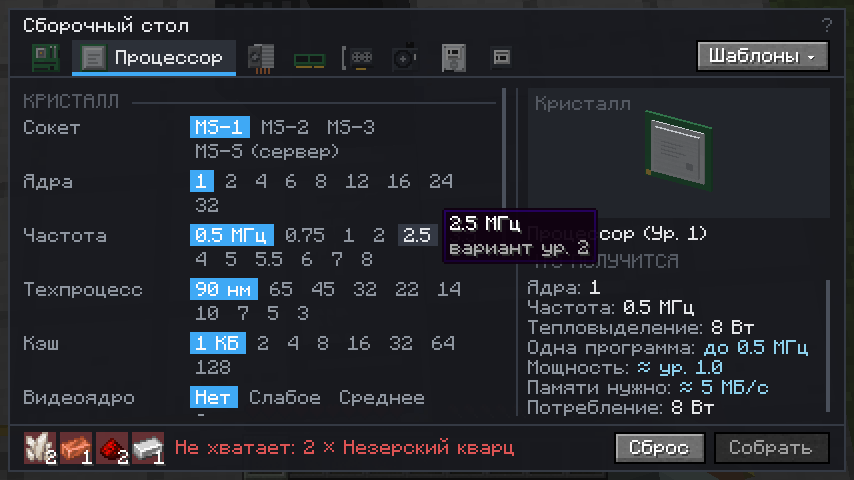 Сборочный стол
?
Процессор
Шаблоны
КРИСТАЛЛ
Сокет MS-1 MS-2 MS-3
MS-S (сервер)
Ядра 1 2 4 6 8 12 16 24
32
Частота 0.5 МГц 0.75 1 2 2.5
4 5 5.5 6 7 8
Техпроцесс 90 нм 65 45 32 22 14
10 7 5 3
Кэш 1 КБ 2 4 8 16 32 64
128
Видеоядро Нет Слабое Среднее
2.5 МГц
вариант ур. 2
Кристалл
сор (Ур. 1)
ПОЛУЧИТСЯ
Ядра: 1
Частота: 0.5 МГц
Тепловыделение: 8 Вт
Одна программа: до 0.5 МГц
Мощность: ≈ ур. 1.0
Памяти нужно: ≈ 5 МБ/с
Потребление: 8 Вт
2 1 2 1 Не хватает: 2 × Незерский кварц
Сброс Собрать